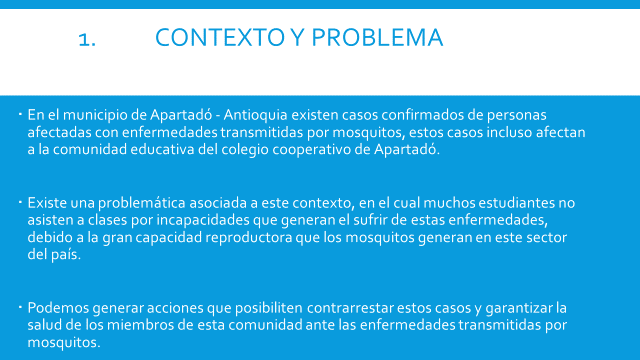 1. CONTEXTO Y PROBLEMA
• En el municipio de Apartadó - Antioquia existen casos confirmados de personas
afectadas con enfermedades transmitidas por mosquitos, estos casos incluso afectan
a la comunidad educativa del colegio cooperativo de Apartadó.
• Existe una problemática asociada a este contexto, en el cual muchos estudiantes no
asisten a clases por incapacidades que generan el sufrir de estas enfermedades,
debido a la gran capacidad reproductora que los mosquitos generan en este sector
del país.
• Podemos generar acciones que posibiliten contrarrestar estos casos y garantizar la
salud de los miembros de esta comunidad ante las enfermedades transmitidas por
mosquitos.